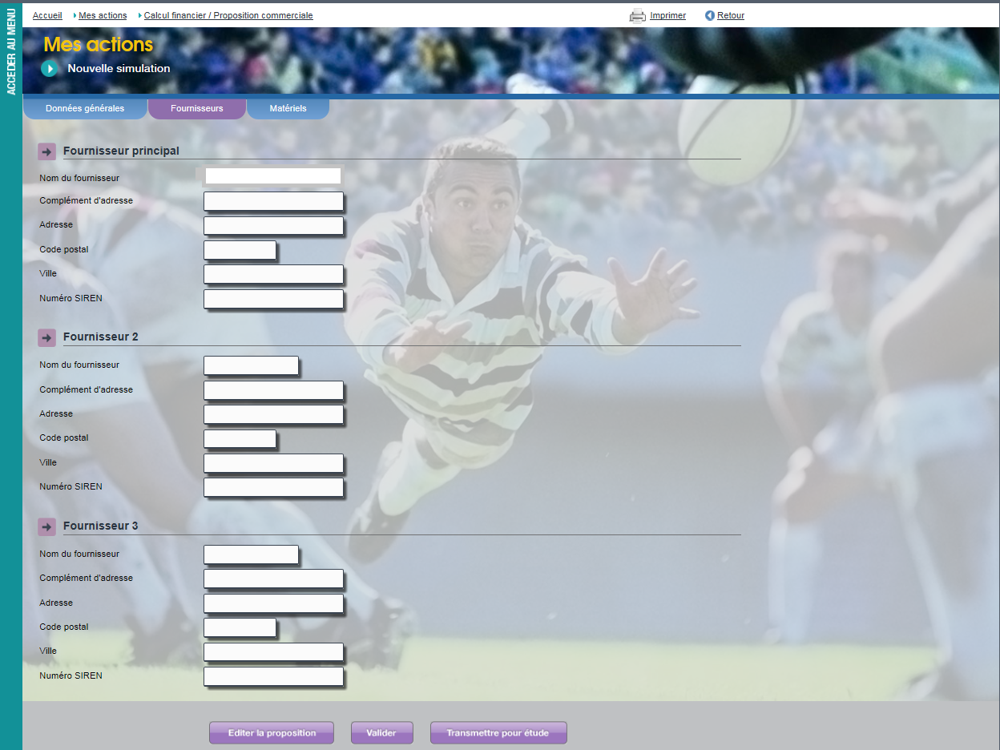 ACCEDER AU MENU
Accueil Mes actions Calcul financier / Proposition commerciale Imprimer Retour
Mes actions
Nouvelle simulation
Données générales Fournisseurs Matériels
Fournisseur principal
Nom du fournisseur
Complément d'adresse
Adresse
Code postal
Ville
Numéro SIREN
Fournisseur 2
Nom du fournisseur
Complément d'adresse
Adresse
Code postal
Ville
Numéro SIREN
Fournisseur 3
Nom du fournisseur
Complément d'adresse
Adresse
Code postal
Ville
Numéro SIREN
Editer la proposition Valider Transmettre pour étude